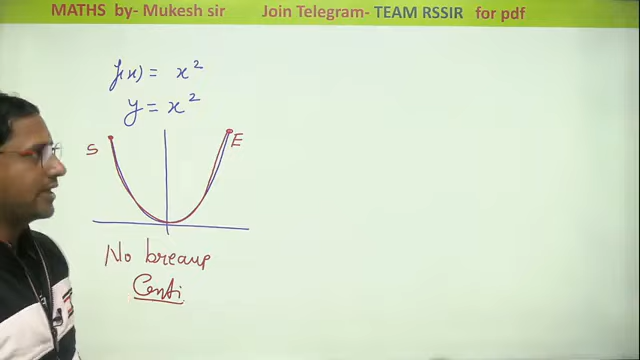 MATHS by- Mukesh sir Join Telegram- TEAM RSSIR for pdf
f(x) = x²
y = x²
S E
No breaup
Conti